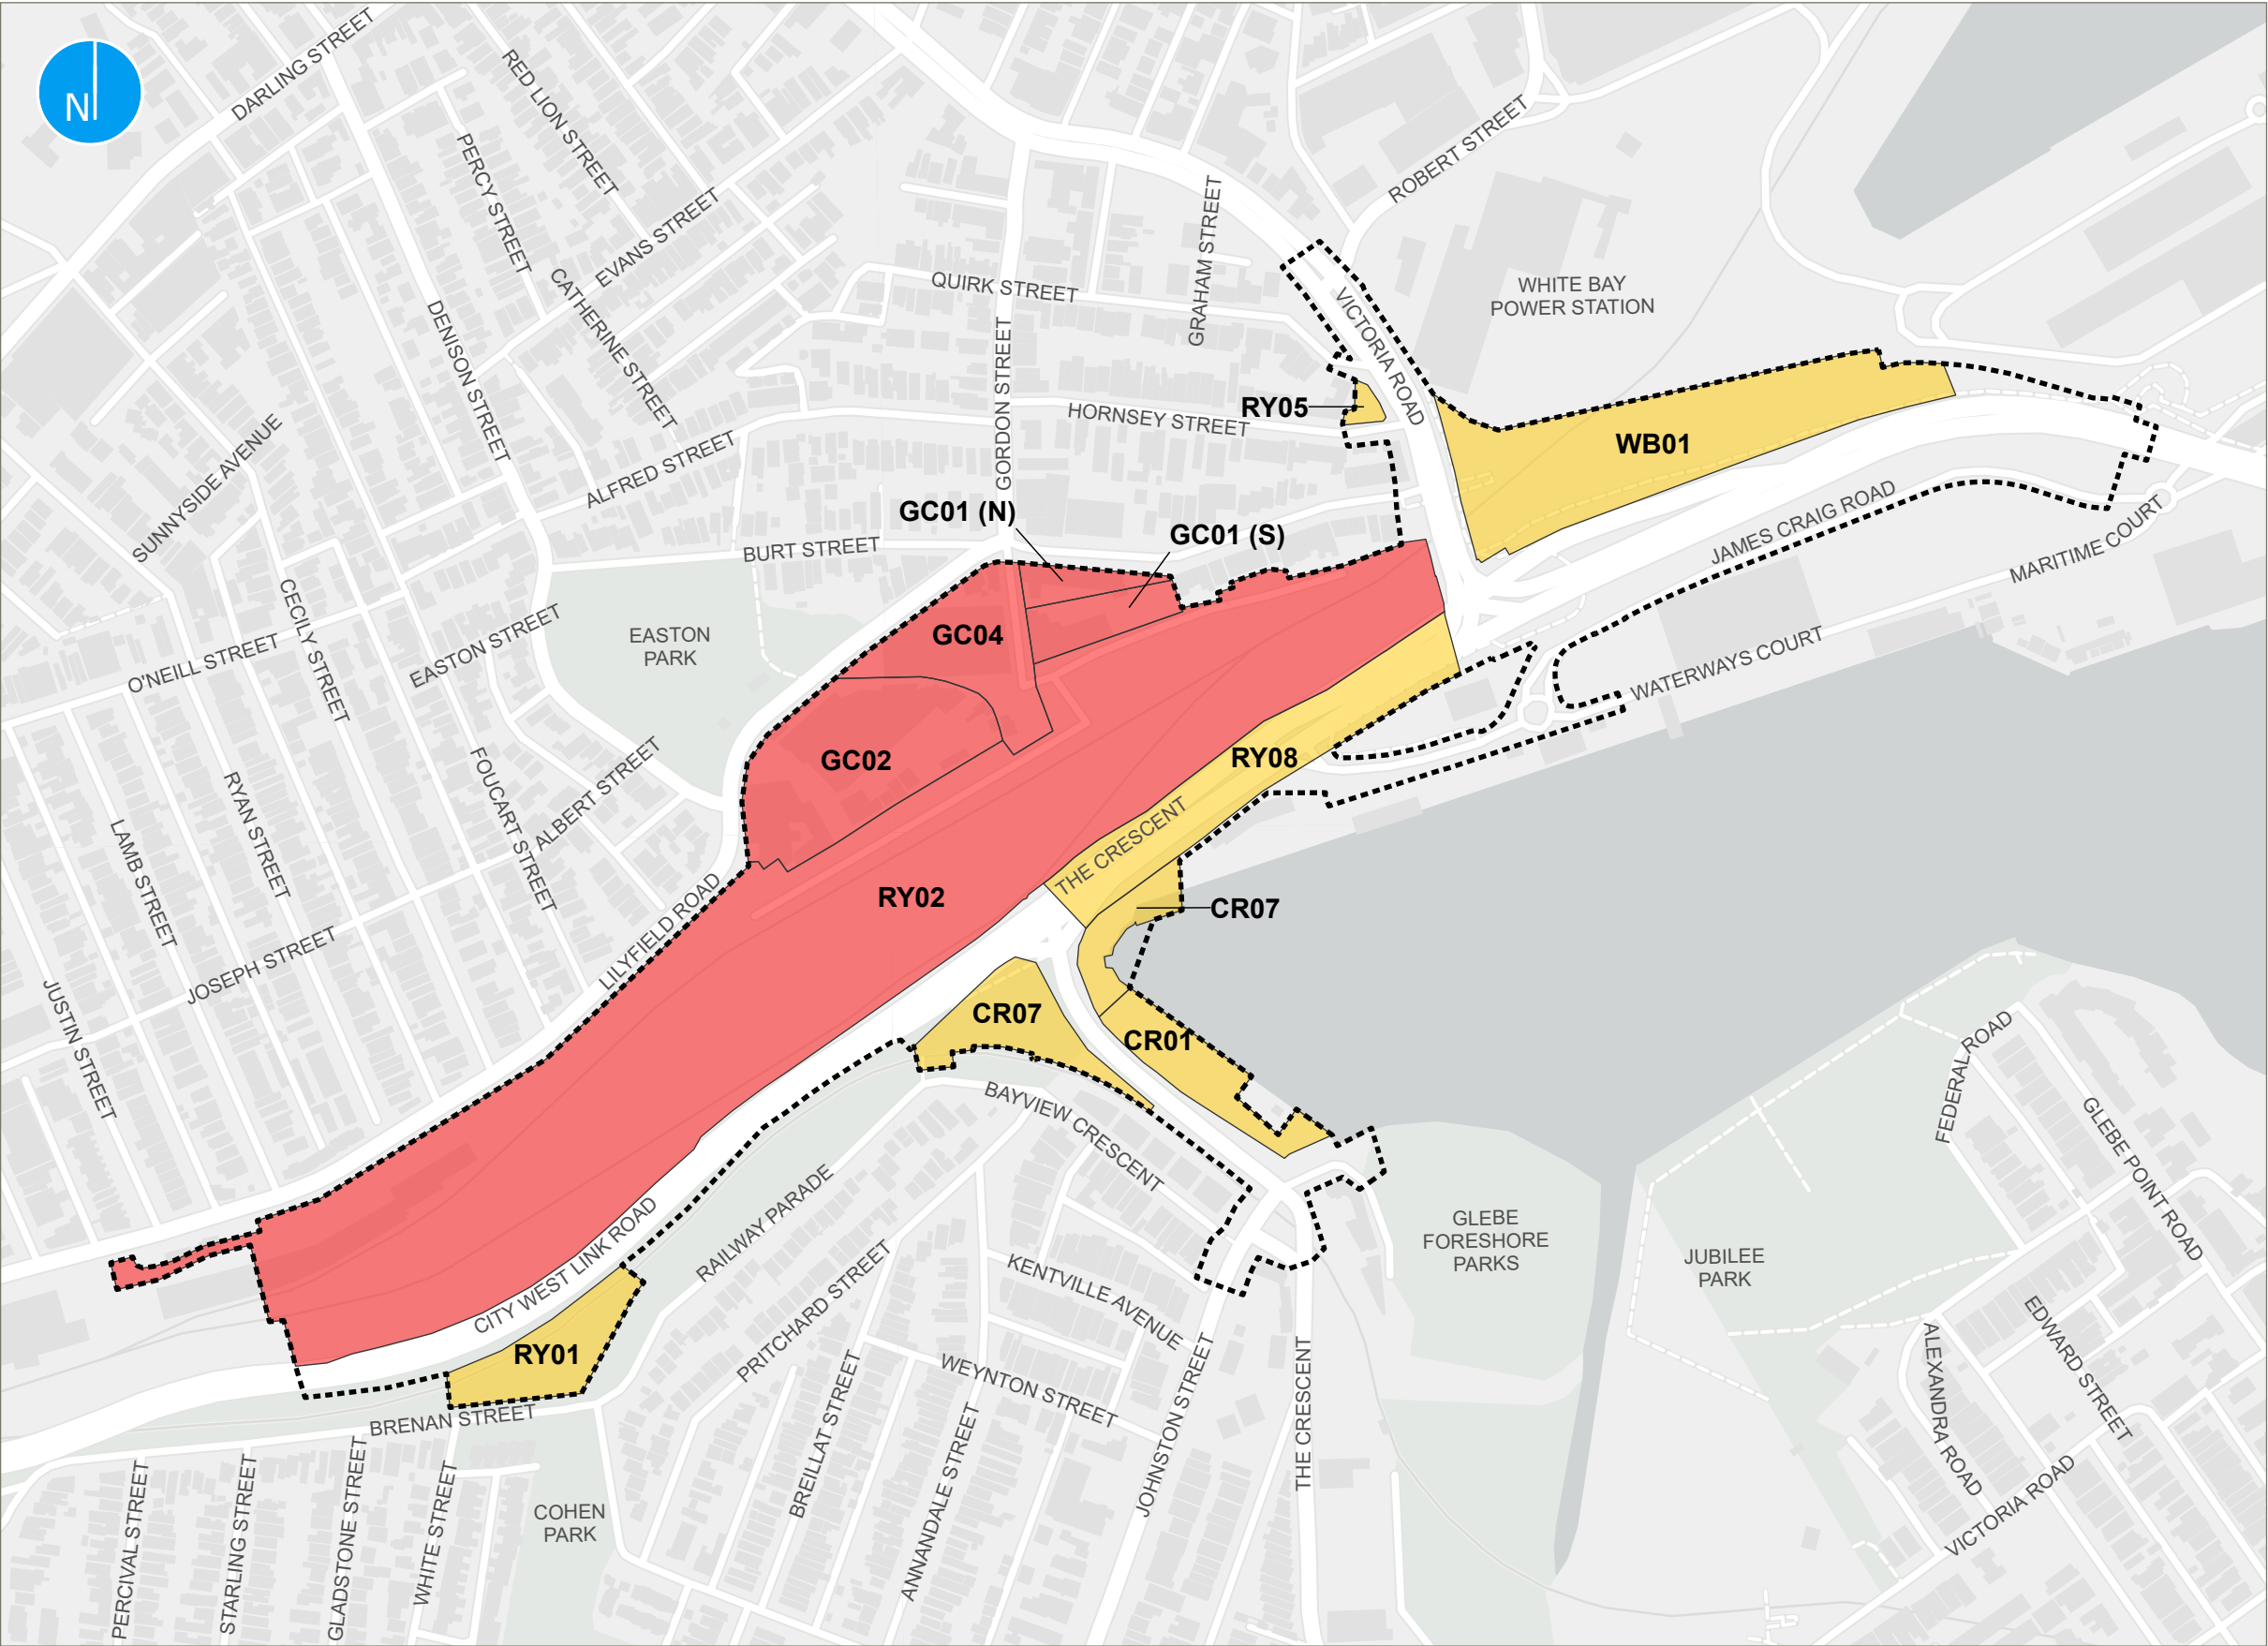 N
DARLING STREET
RED LION STREET
PERCY STREET
EVANS STREET
CATHERINE STREET
DENISON STREET
ROBERT STREET
GRAHAM STREET
QUIRK STREET
GORDON STREET
VICTORIA ROAD
WHITE BAY
POWER STATION
RY05
HORNSEY STREET
WB01
SUNNYSIDE AVENUE
ALFRED STREET
GC01 (N)
GC01 (S)
BURT STREET
JAMES CRAIG ROAD
MARITIME COURT
CECILY STREET
EASTON STREET
EASTON
PARK
GC04
O'NEILL STREET
WATERWAYS COURT
GC02
RY08
FOUCART STREET
ALBERT STREET
RYAN STREET
LAMB STREET
THE CRESCENT
RY02
CR07
LILYFIELD ROAD
JOSEPH STREET
JUSTIN STREET
CR07
CR01
FEDERAL ROAD
BAYVIEW CRESCENT
GLEBE POINT ROAD
RAILWAY PARADE
CITY WEST LINK ROAD
PRITCHARD STREET
GLEBE
FORESHORE
PARKS
JUBILEE
PARK
KENTVILLE AVENUE
RY01
WEYNTON STREET
EDWARD STREET
ALEXANDRA ROAD
BRENAN STREET
BREILLAT STREET
JOHNSTON STREET
THE CRESCENT
ANNANDALE STREET
COHEN
PARK
PERCIVAL STREET
STARLING STREET
GLADSTONE STREET
WHITE STREET
VICTORIA ROAD